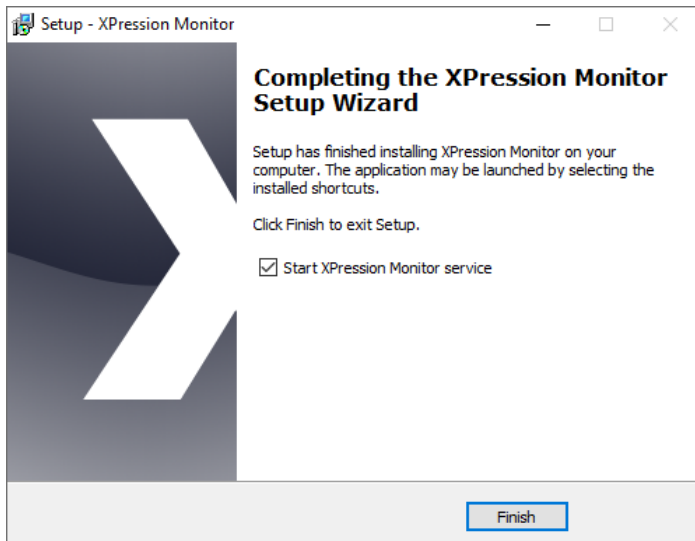 Setup - XPression Monitor
Completing the XPression Monitor
Setup Wizard
Setup has finished installing XPression Monitor on your
computer. The application may be launched by selecting the
installed shortcuts.
Click Finish to exit Setup.
Start XPression Monitor service
Finish